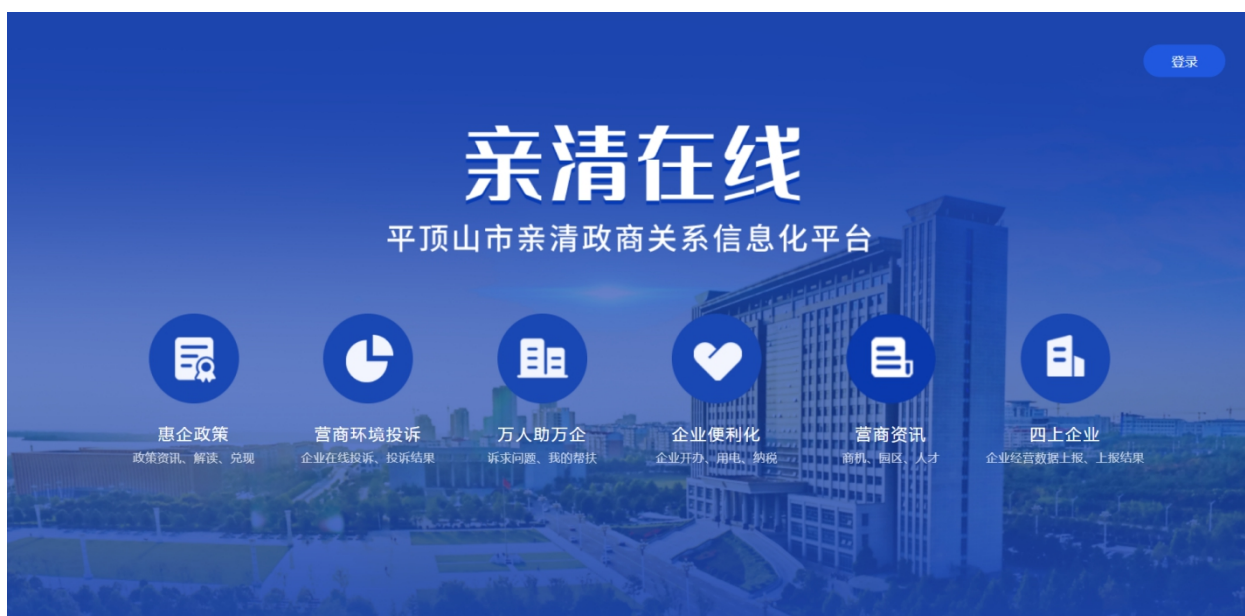 登录
亲清在线
平顶山市亲清政商关系信息化平台
惠企政策
政策资讯、解读、兑现
营商环境投诉
企业在线投诉、投诉结果
万人助万企
诉求问题、我的帮扶
企业便利化
企业开办、用电、纳税
营商资讯
商机、园区、人才
四上企业
企业经营数据上报、上报结果